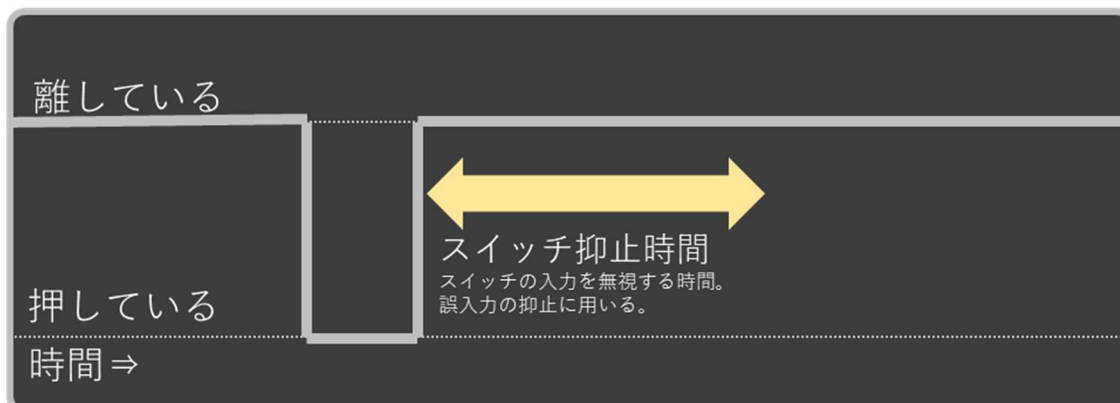 離している
スイッチ抑止時間
スイッチの入力を無視する時間。
誤入力の抑止に用いる。
押している
時間⇒